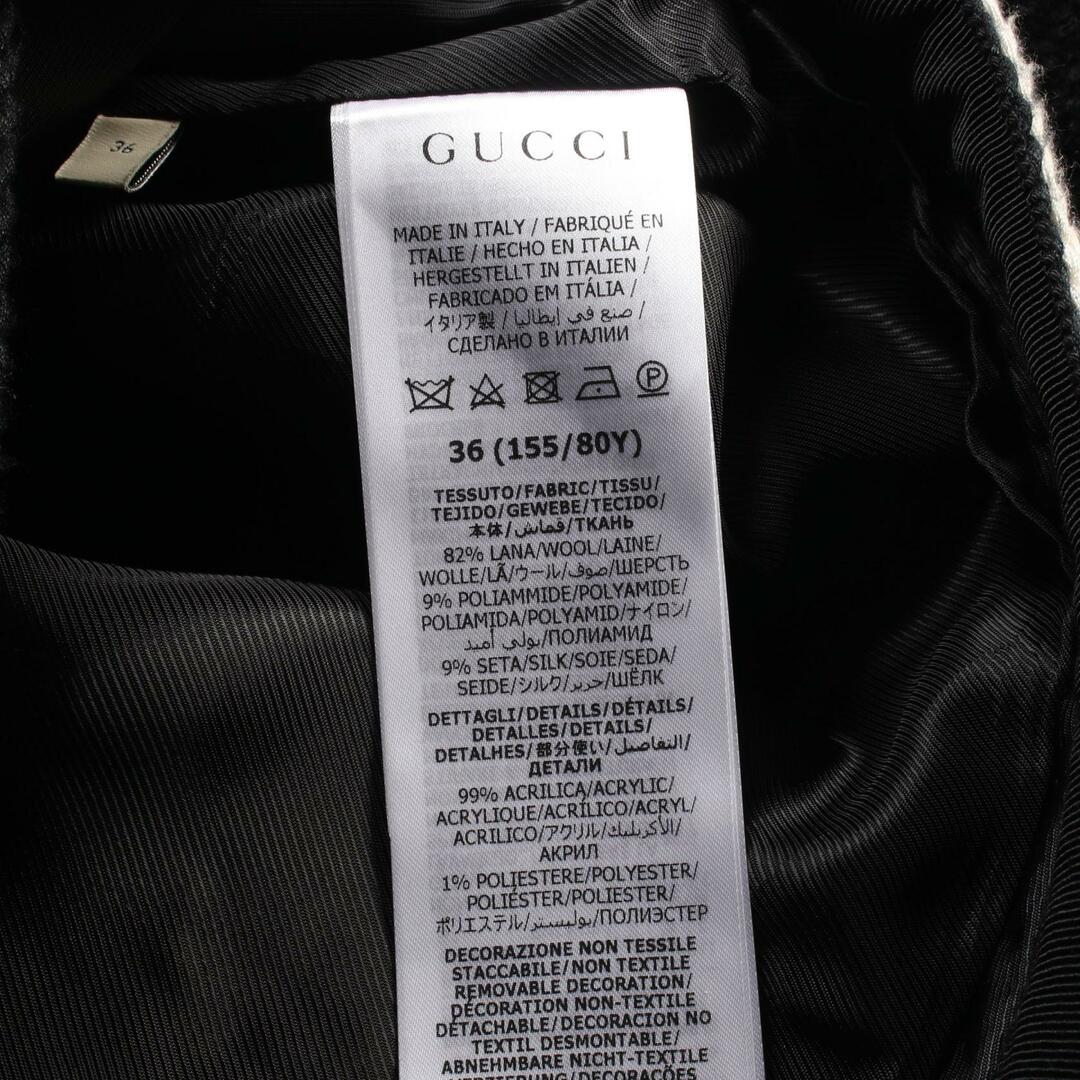 36
GUCCI
MADE IN ITALY / FABRIQUÉ EN
ITALIE / HECHO EN ITALIA /
HERGESTELLT IN ITALIEN /
FABRICADO EM ITÁLIA /
イタリア製 / صنع في إيطاليا /
СДЕЛАНО В ИТАЛИИ
P
36 (155/80Y)
TESSUTO/FABRIC/TISSU/
TEJIDO/GEWEBE/TECIDO/
本体/قماش/ТКАНЬ
82% LANA/WOOL/LAINE/
WOLLE/LÃ/ウール/صوف/ШЕРСТЬ
9% POLIAMMIDE/POLYAMIDE/
POLIAMIDA/POLYAMID/ナイロン/
بولي أميد/ПОЛИАМИД
9% SETA/SILK/SOIE/SEDA/
SEIDE/シルク/حرير/ШЁЛК
DETTAGLI/DETAILS/DÉTAILS/
DETALLES/DETAILS/
DETALHES/部分使い/التفاصيل/
ДЕТАЛИ
99% ACRILICA/ACRYLIC/
ACRYLIQUE/ACRÍLICO/ACRYL/
ACRILICO/アクリル/الأكريليك/
АКРИЛ
1% POLIESTERE/POLYESTER/
POLIÉSTER/POLIESTER/
ポリエステル/بوليستر/ПОЛИЭСТЕР
DECORAZIONE NON TESSILE
STACCABILE/NON TEXTILE
REMOVABLE DECORATION/
DÉCORATION NON-TEXTILE
DÉTACHABLE/DECORACION NO
TEXTIL DESMONTABLE/
ABNEHMBARE NICHT-TEXTILE
VERZIERUNG/DECORAÇÕES